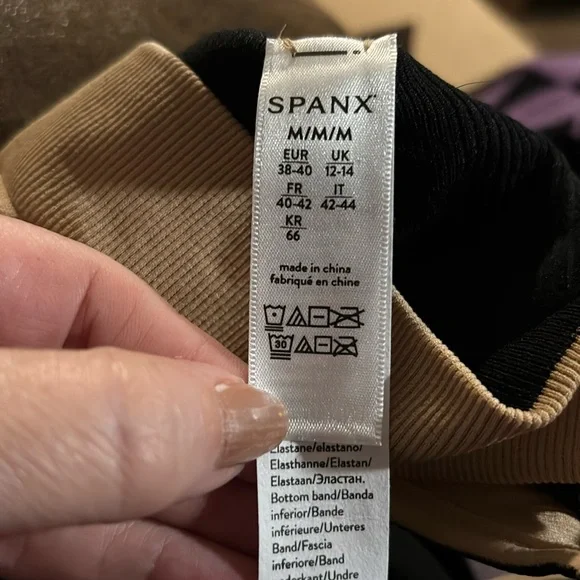 SPANX
M/M/M
EUR UK
38-40 12-14
FR IT
40-42 42-44
KR
66
made in china
fabriqué en chine
30
Elastane/elastano/
Elasthanne/Elastan/
Elastaan/Эластан.
Bottom band/Banda
inferior/Bande
inférieure/Unteres
Band/Fascia
inferiore/Band
onderkant/Undre